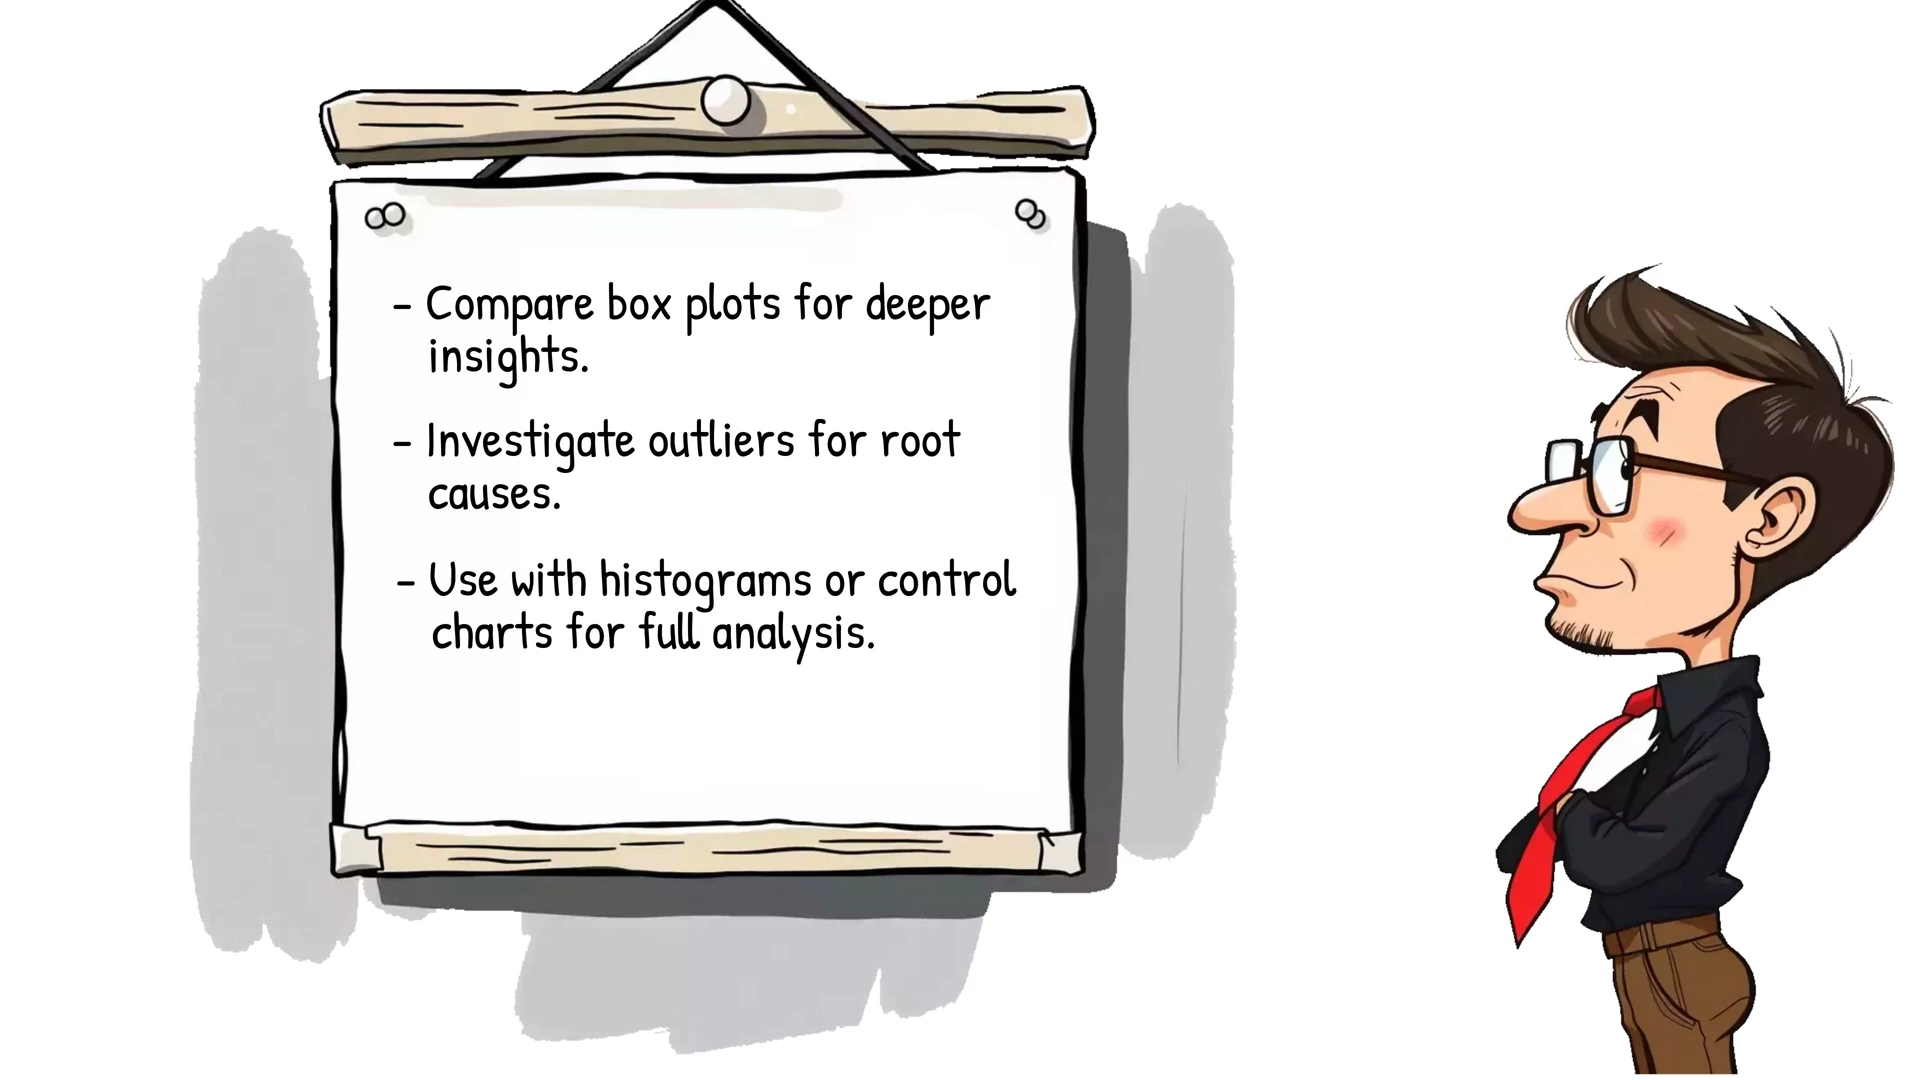 - Compare box plots for deeper
insights.
- Investigate outliers for root
causes.
- Use with histograms or control
charts for full analysis.